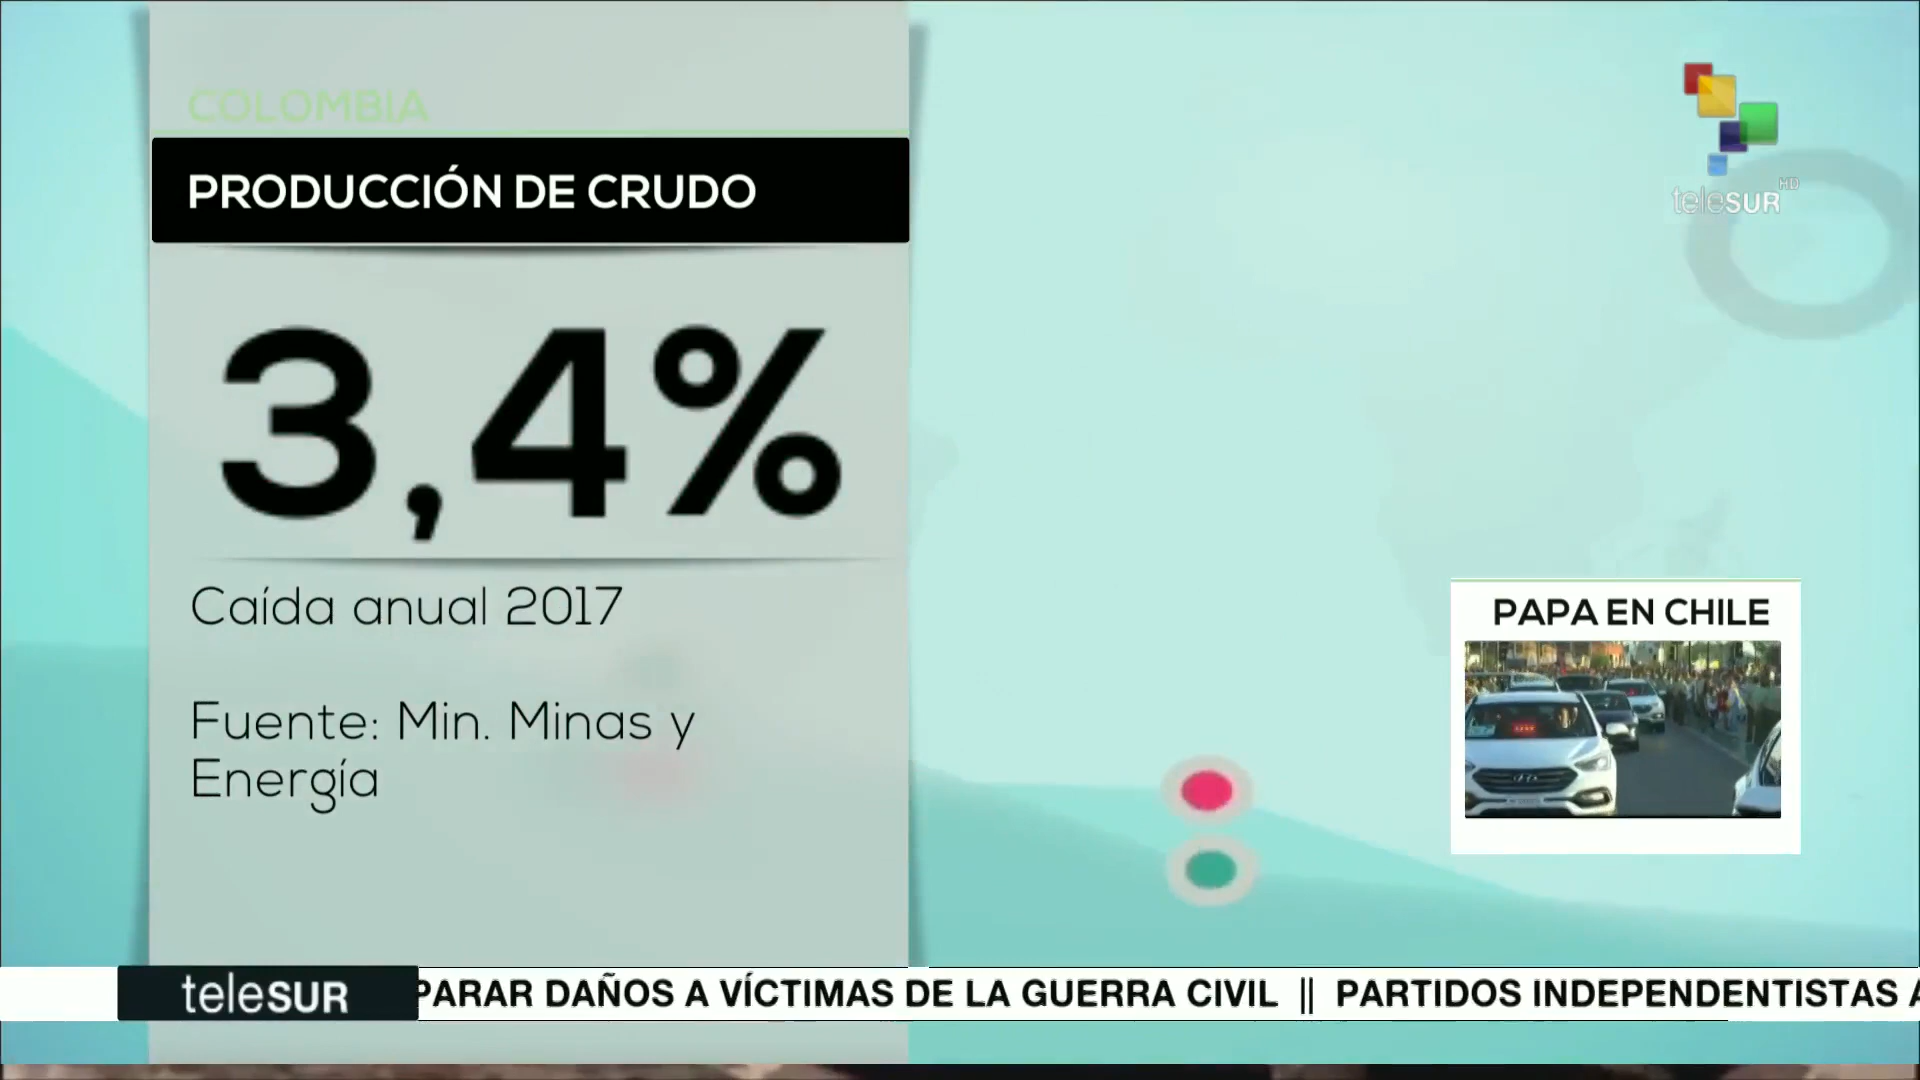 COLOMBIA
PRODUCCIÓN DE CRUDO
3,4%
Caída anual 2017
Fuente: Min. Minas y
Energía
teleSUR HD
PAPA EN CHILE
teleSUR
PARAR DAÑOS A VÍCTIMAS DE LA GUERRA CIVIL || PARTIDOS INDEPENDENTISTAS A